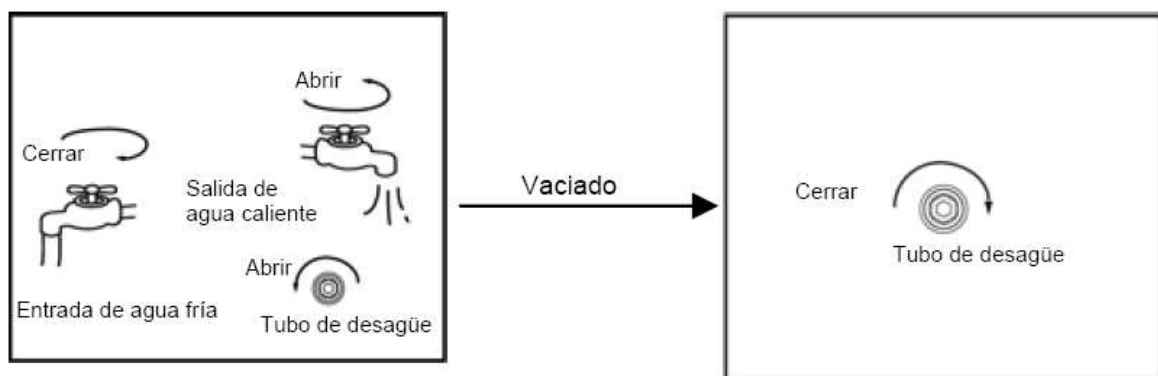 Abrir
Cerrar
Salida de
agua caliente
Abrir
Entrada de agua fría
Tubo de desagüe
Vaciado
Cerrar
Tubo de desagüe